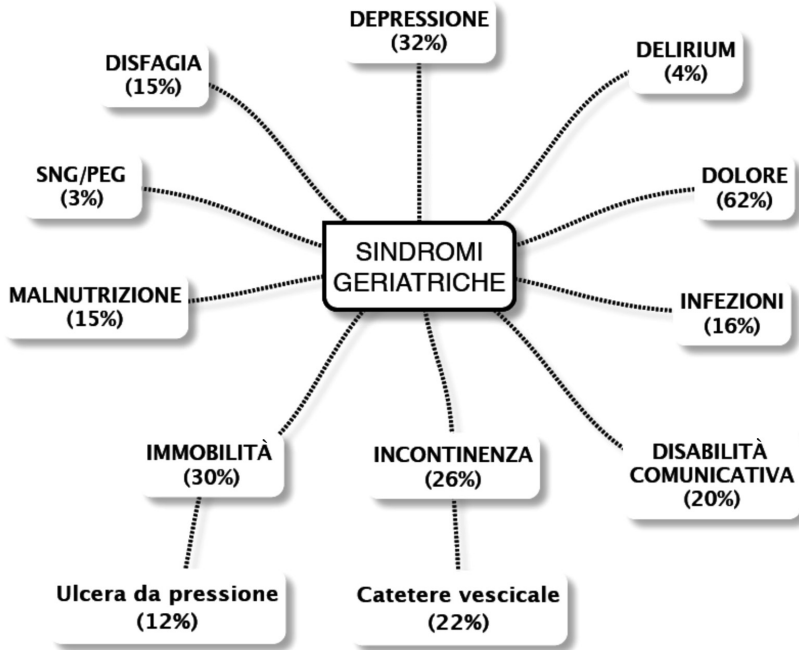 DEPRESSIONE
(32%)
DISFAGIA
(15%)
DELIRIUM
(4%)
SNG/PEG
(3%)
DOLORE
(62%)
SINDROMI
GERIATRICHE
MALNUTRIZIONE
(15%)
INFEZIONI
(16%)
IMMOBILITÀ
(30%)
INCONTINENZA
(26%)
DISABILITÀ
COMUNICATIVA
(20%)
Ulcera da pressione
(12%)
Catetere vescicale
(22%)